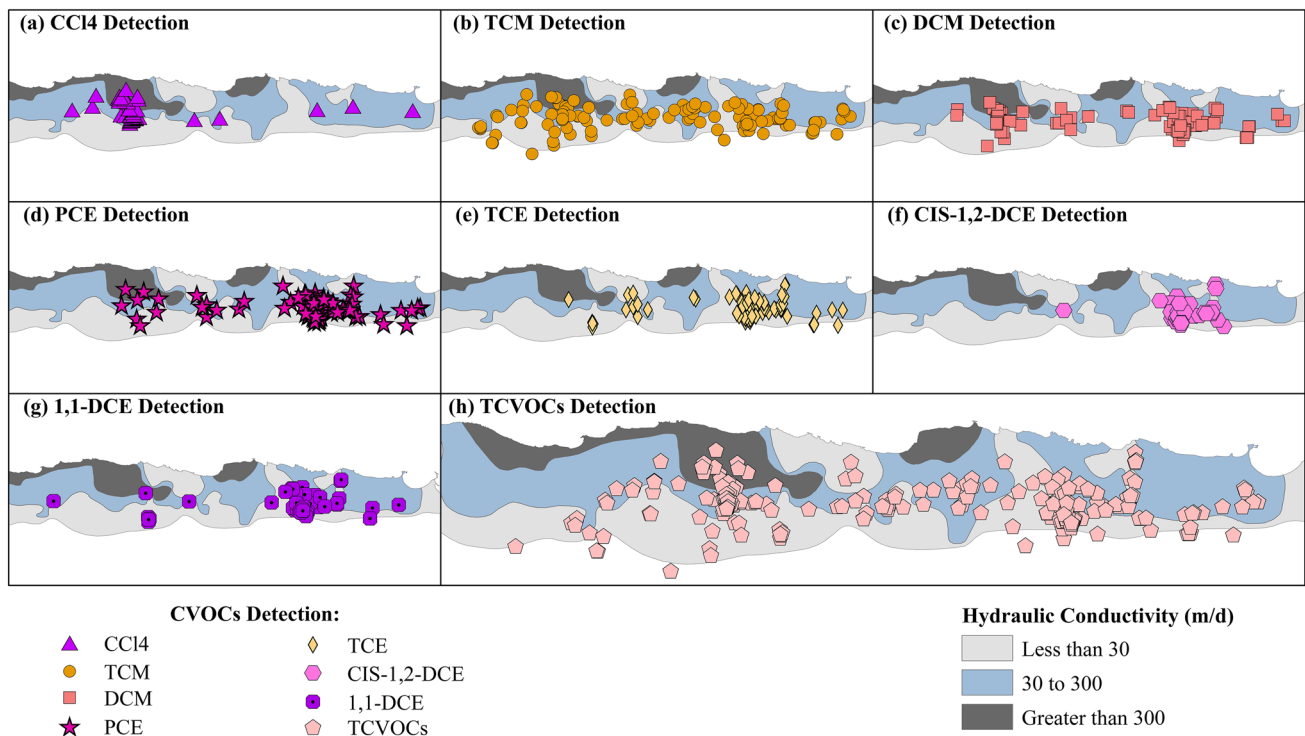 (a) CCl4 Detection
(b) TCM Detection
(c) DCM Detection
(d) PCE Detection
(e) TCE Detection
(f) CIS-1,2-DCE Detection
(g) 1,1-DCE Detection
(h) TCVOCs Detection
CVOCs Detection:
CCl4
TCM
DCM
PCE
TCE
CIS-1,2-DCE
1,1-DCE
TCVOCs
Hydraulic Conductivity (m/d)
Less than 30
30 to 300
Greater than 300